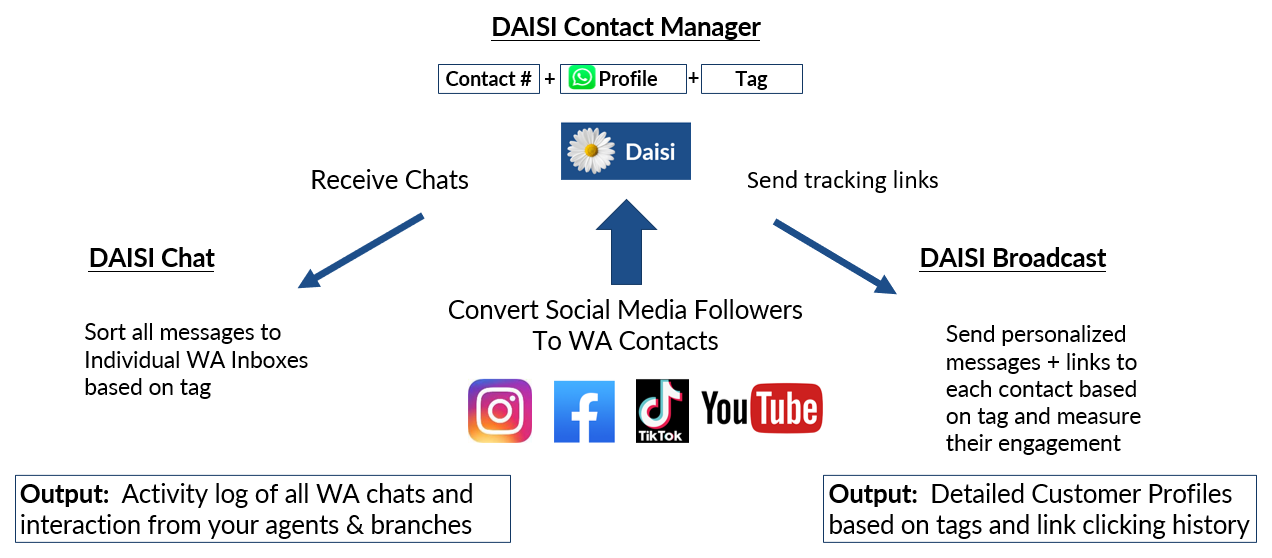 DAISI Contact Manager
Contact # + Profile + Tag
Daisi
Receive Chats
Send tracking links
DAISI Chat
DAISI Broadcast
Convert Social Media Followers
To WA Contacts
Sort all messages to
Individual WA Inboxes
based on tag
Send personalized
messages + links to
each contact based
on tag and measure
their engagement
TikTok
YouTube
Output: Activity log of all WA chats and
interaction from your agents & branches
Output: Detailed Customer Profiles
based on tags and link clicking history